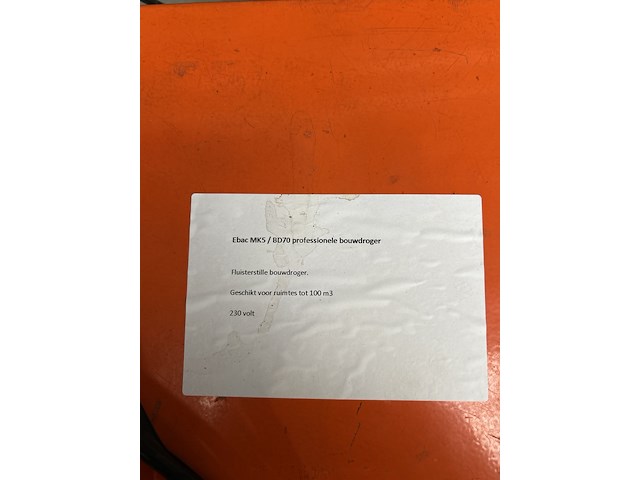 Ebac MK5 / BD70 professionele bouwdroger
Fluisterstille bouwdroger.
Geschikt voor ruimtes tot 100 m3
230 volt